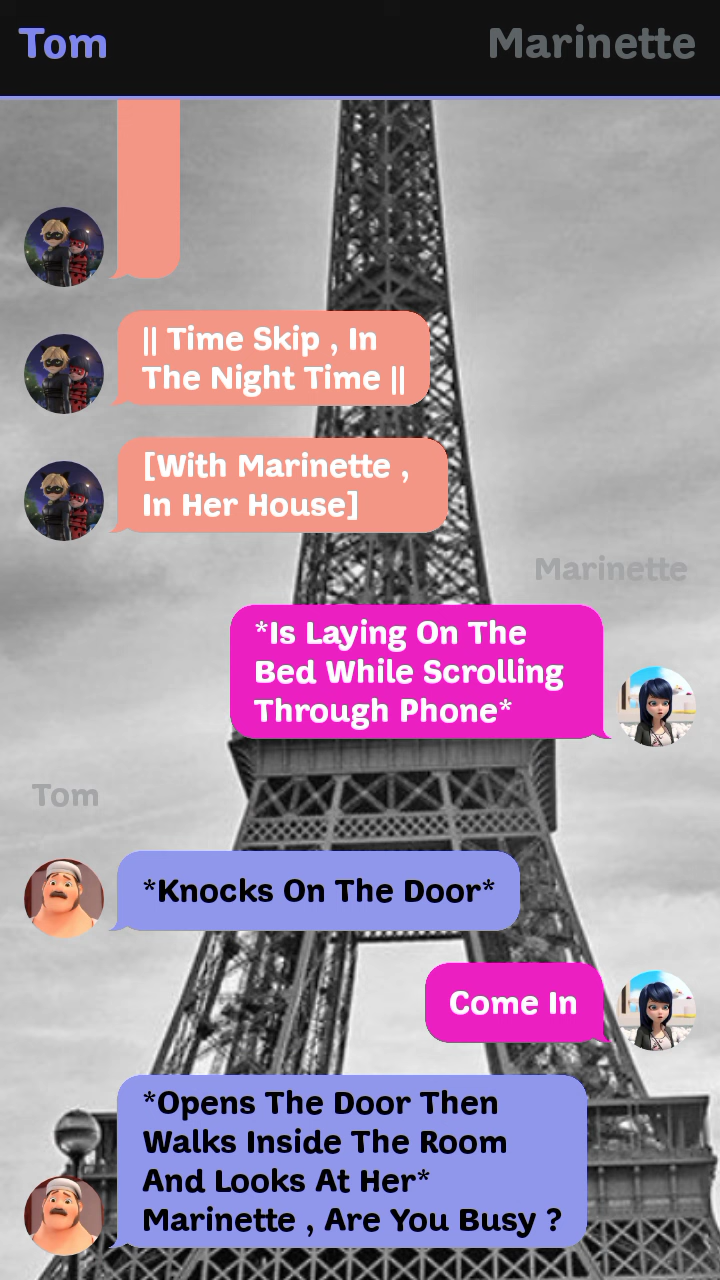 Tom
Marinette
|| Time Skip , In
The Night Time ||
[With Marinette ,
In Her House]
Marinette
*Is Laying On The
Bed While Scrolling
Through Phone*
Tom
*Knocks On The Door*
Come In
*Opens The Door Then
Walks Inside The Room
And Looks At Her*
Marinette , Are You Busy ?